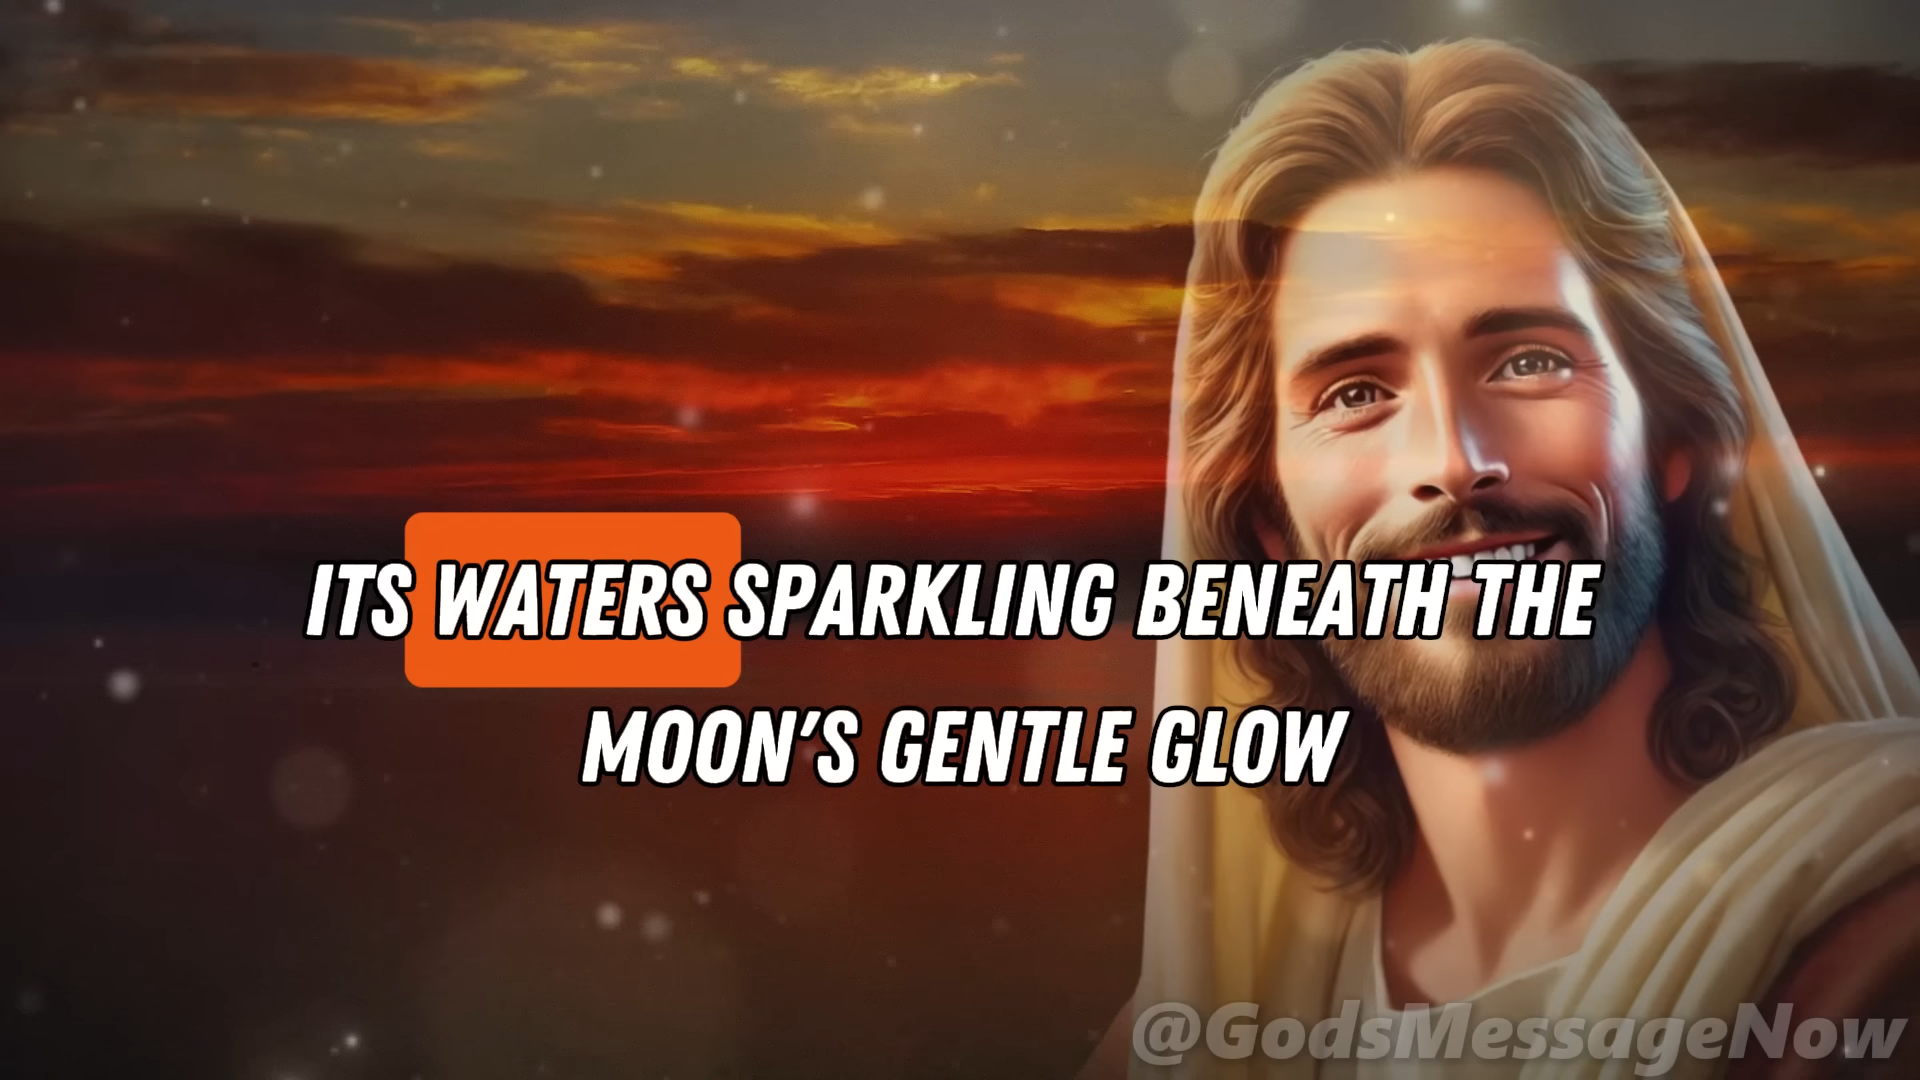 ITS WATERS SPARKLING BENEATH THE
MOON'S GENTLE GLOW
@GodsMessageNow